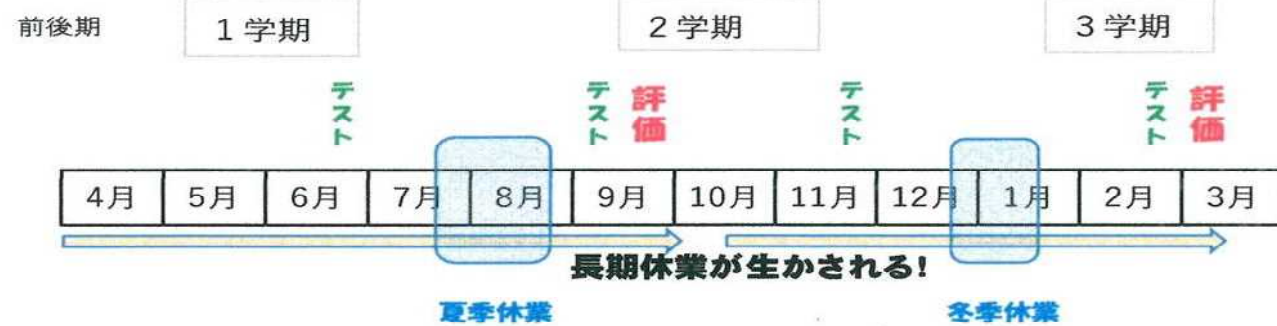 前後期
1学期
2学期
3学期
テスト
テスト
評価
テスト
テスト
評価
4月 5月 6月 7月 8月 9月 10月 11月 12月 1月 2月 3月
長期休業が生かされる!
夏季休業
冬季休業